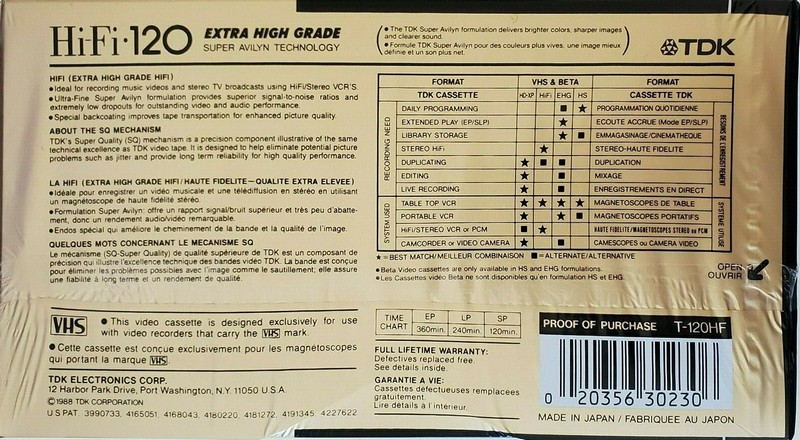 HiFi·120 EXTRA HIGH GRADE
SUPER AVILYN TECHNOLOGY
●The TDK Super Avilyn formulation delivers brighter colors, sharper images
and clearer sound.
●Formule TDK Super Avilyn pour des couleurs plus vives, une image mieux
définie et un son plus net.
TDK
HIFI (EXTRA HIGH GRADE HIFI)
●Ideal for recording music videos and stereo TV broadcasts using HiFi/Stereo VCR'S.
●Ultra-Fine Super Avilyn formulation provides superior signal-to-noise ratios and
extremely low dropouts for outstanding video and audio performance.
●Special backcoating improves tape transportation for enhanced picture quality.
ABOUT THE SQ MECHANISM
TDK's Super Quality (SQ) mechanism is a precision component illustrative of the same
technical excellence as TDK video tape. It is designed to help eliminate potential picture
problems such as jitter and provide long term reliability for high quality performance.
LA HIFI (EXTRA HIGH GRADE HIFI/HAUTE FIDELITE—QUALITE EXTRA ELEVEE)
●Idéale pour enregistrer un vidéo musicale et une télédiffusion en stéréo en utilisant
un magnétoscope de haute fidélité stéréo.
●Formulation Super Avilyn: offre un rapport signal/bruit supérieur et très peu d'abatte-
ment, donc un rendement audio/vidéo remarquable.
●Endos spécial qui améliore le cheminement de la bande et la qualité de l'image.
QUELQUES MOTS CONCERNANT LE MECANISME SQ
Le mécanisme (SQ-Super Quality) de qualité supérieure de TDK est un composant de
précision qui illustre l'excellence technique des bandes vidéo TDK. La bande est conçue
pour éliminer les problèmes possibles avec l'image comme le sautillement; elle assure
une fiabilité à long terme et un rendement de qualité.
FORMAT VHS & BETA FORMAT
TDK CASSETTE HD-XP HiFi EHG HS CASSETTE TDK
RECORDING NEED
DAILY PROGRAMMING ■ ★ PROGRAMMATION QUOTIDIENNE
EXTENDED PLAY (EP/SLP) ★ ECOUTE ACCRUE (Mode EP/SLP)
LIBRARY STORAGE ★ ■ EMMAGASINAGE/CINEMATHEQUE
STEREO HiFi ★ STEREO-HAUTE FIDELITE
DUPLICATING ★ ■ ■ DUPLICATION
EDITING ★ ■ MIXAGE
LIVE RECORDING ★ ■ ENREGISTREMENTS EN DIRECT
BESOINS DE L'ENREGISTREMENT
SYSTEM USED
TABLE TOP VCR ★ ★ ★ ★ MAGNETOSCOPES DE TABLE
PORTABLE VCR ★ ★ ■ MAGNETOSCOPES PORTATIFS
HiFi/STEREO VCR or PCM ■ ★ HAUTE FIDELITE/MAGNETOSCOPES STEREO ou PCM
CAMCORDER or VIDEO CAMERA ★ ■ CAMESCOPES ou CAMERA VIDEO
SYSTEME UTILISE
★=BEST MATCH/MEILLEUR COMBINAISON ■=ALTERNATE/ALTERNATIVE
●Beta Video cassettes are only available in HS and EHG formulations.
●Les Cassettes vidéo Beta ne sont disponibles qu'en formulation HS et EHG.
OPEN
OUVRIR
VHS ●This video cassette is designed exclusively for use
with video recorders that carry the VHS mark.
●Cette cassette est conçue exclusivement pour les magnétoscopes
qui portant la marque VHS.
TDK ELECTRONICS CORP.
12 Harbor Park Drive, Port Washington, N.Y. 11050 U.S.A.
©1988 TDK CORPORATION
U.S PAT. 3990733, 4165051, 4168043, 4180220, 4181272, 4191345 4227622
TIME CHART EP LP SP
360min. 240min. 120min.
FULL LIFETIME WARRANTY:
Defectives replaced free.
See details inside.
GARANTIE A VIE:
Cassettes défectueuses remplacées
gratuitement.
Lire détails à l'intérieur.
PROOF OF PURCHASE T-120HF
0 20356 30230
MADE IN JAPAN / FABRIQUEE AU JAPON